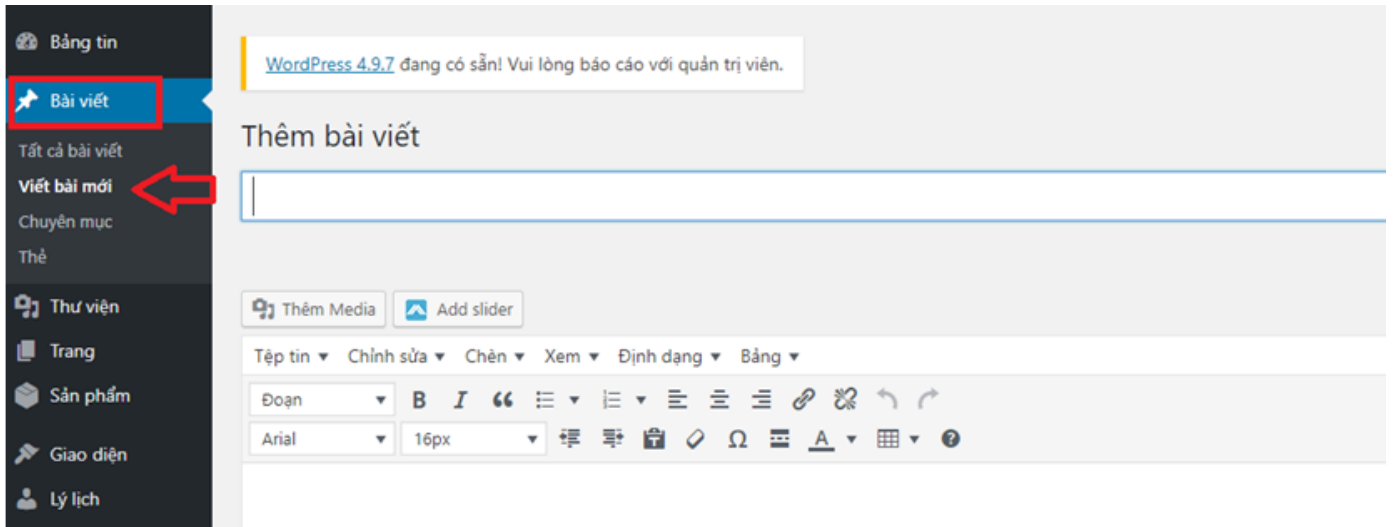 Bảng tin
Bài viết
Tất cả bài viết
Viết bài mới
Chuyên mục
Thẻ
Thư viện
Trang
Sản phẩm
Giao diện
Lý lịch
WordPress 4.9.7 đang có sẵn! Vui lòng báo cáo với quản trị viên.
Thêm bài viết
Thêm Media Add slider
Tệp tin Chỉnh sửa Chèn Xem Định dạng Bảng
Đoạn B I
Arial 16px Ω A